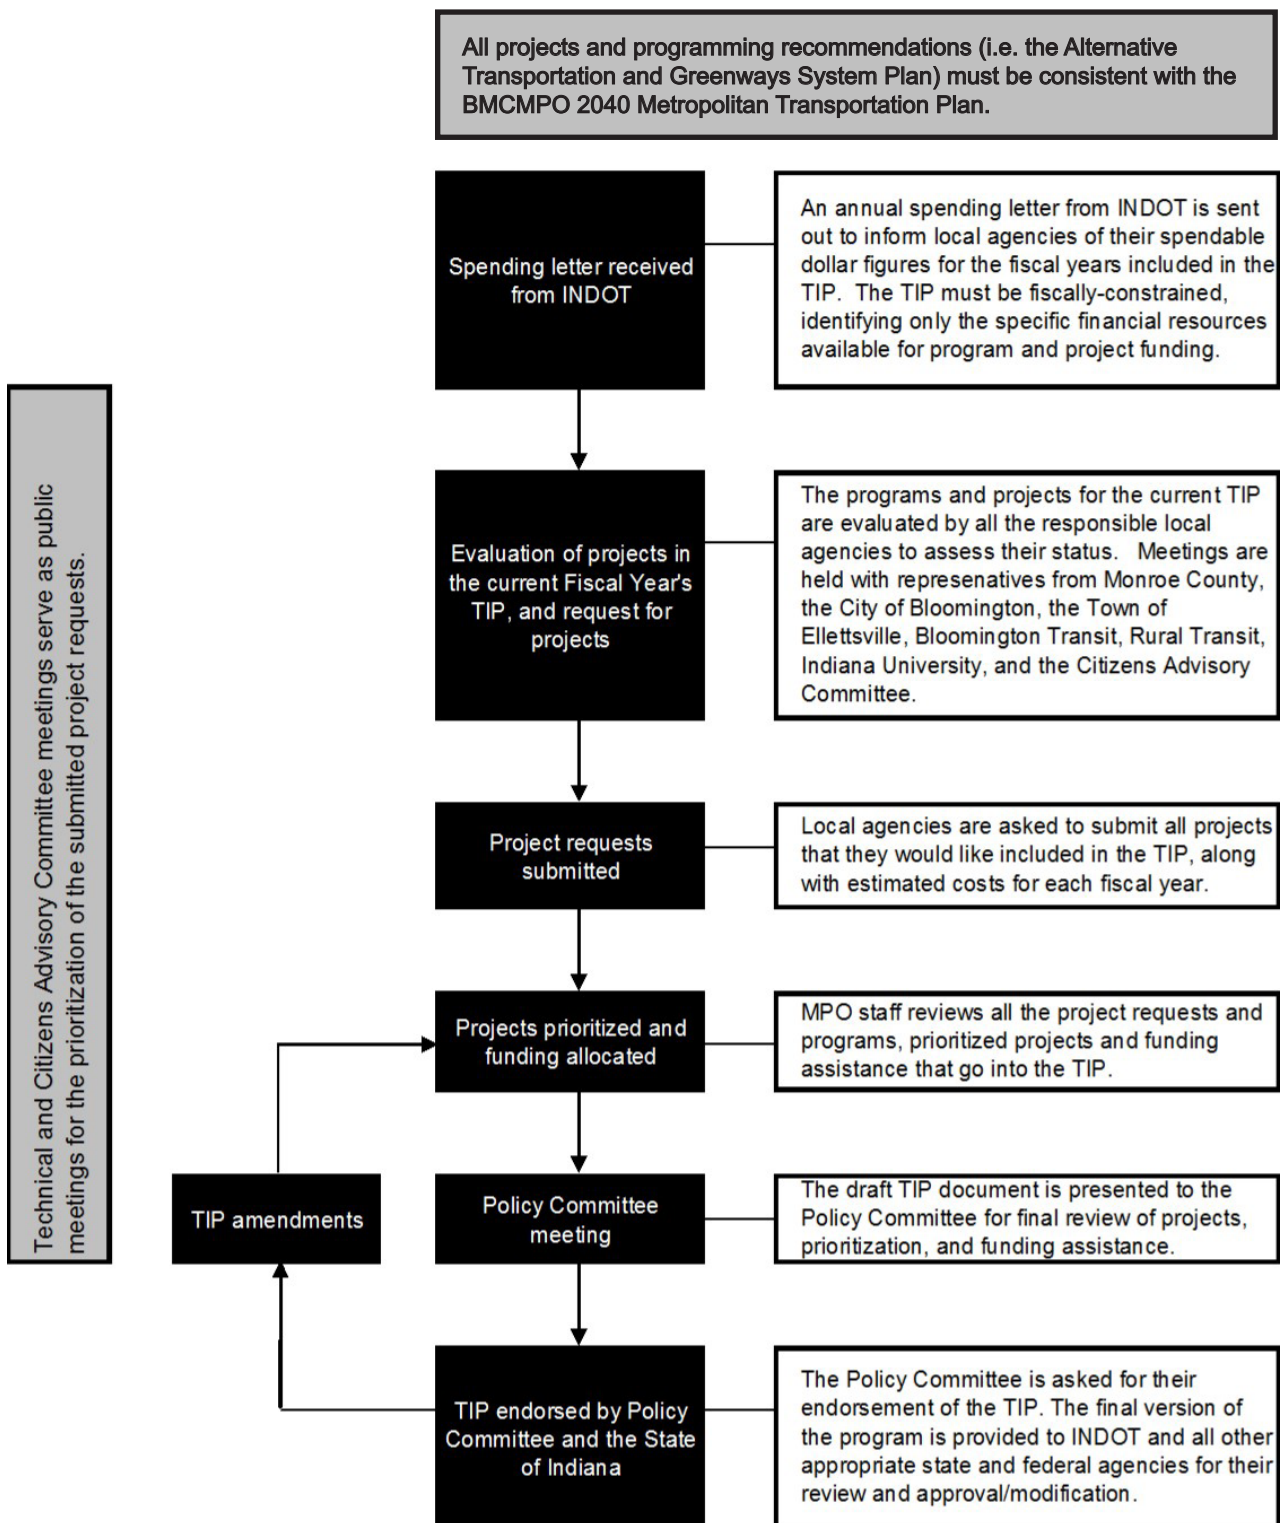 All projects and programming recommendations (i.e. the Alternative
Transportation and Greenways System Plan) must be consistent with the
BMCMPO 2040 Metropolitan Transportation Plan.
Spending letter received
from INDOT
An annual spending letter from INDOT is sent
out to inform local agencies of their spendable
dollar figures for the fiscal years included in the
TIP.  The TIP must be fiscally-constrained,
identifying only the specific financial resources
available for program and project funding.
Technical and Citizens Advisory Committee meetings serve as public
meetings for the prioritization of the submitted project requests.
Evaluation of projects in
the current Fiscal Year's
TIP, and request for
projects
The programs and projects for the current TIP
are evaluated by all the responsible local
agencies to assess their status.   Meetings are
held with represenatives from Monroe County,
the City of Bloomington, the Town of
Ellettsville, Bloomington Transit, Rural Transit,
Indiana University, and the Citizens Advisory
Committee.
Project requests
submitted
Local agencies are asked to submit all projects
that they would like included in the TIP, along
with estimated costs for each fiscal year.
Projects prioritized and
funding allocated
MPO staff reviews all the project requests and
programs, prioritized projects and funding
assistance that go into the TIP.
TIP amendments
Policy Committee
meeting
The draft TIP document is presented to the
Policy Committee for final review of projects,
prioritization, and funding assistance.
TIP endorsed by Policy
Committee and the State
of Indiana
The Policy Committee is asked for their
endorsement of the TIP. The final version of
the program is provided to INDOT and all other
appropriate state and federal agencies for their
review and approval/modification.